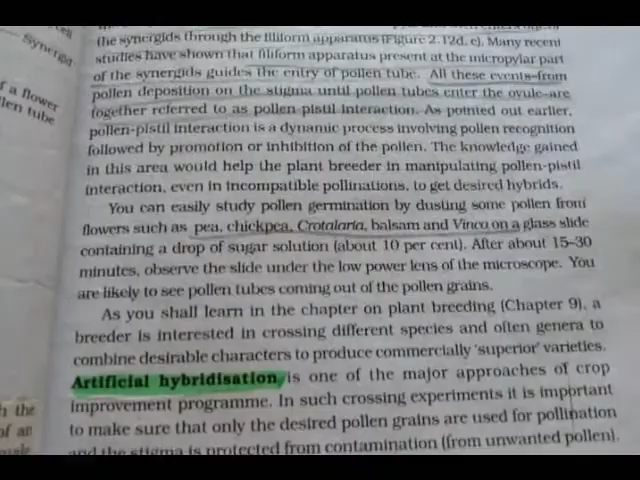 Synergid
of a flower
llen tube
the synergids through the filiform apparatus (Figure 2.12d, e). Many recent
studies have shown that filiform apparatus present at the micropylar part
of the synergids guides the entry of pollen tube. All these events–from
pollen deposition on the stigma until pollen tubes enter the ovule–are
together referred to as pollen-pistil interaction. As pointed out earlier,
pollen-pistil interaction is a dynamic process involving pollen recognition
followed by promotion or inhibition of the pollen. The knowledge gained
in this area would help the plant breeder in manipulating pollen-pistil
interaction, even in incompatible pollinations, to get desired hybrids.
You can easily study pollen germination by dusting some pollen from
flowers such as pea, chickpea, Crotalaria, balsam and Vinca on a glass slide
containing a drop of sugar solution (about 10 per cent). After about 15–30
minutes, observe the slide under the low power lens of the microscope. You
are likely to see pollen tubes coming out of the pollen grains.
As you shall learn in the chapter on plant breeding (Chapter 9), a
breeder is interested in crossing different species and often genera to
combine desirable characters to produce commercially 'superior' varieties.
Artificial hybridisation is one of the major approaches of crop
improvement programme. In such crossing experiments it is important
to make sure that only the desired pollen grains are used for pollination
and the stigma is protected from contamination (from unwanted pollen).
h the
of an